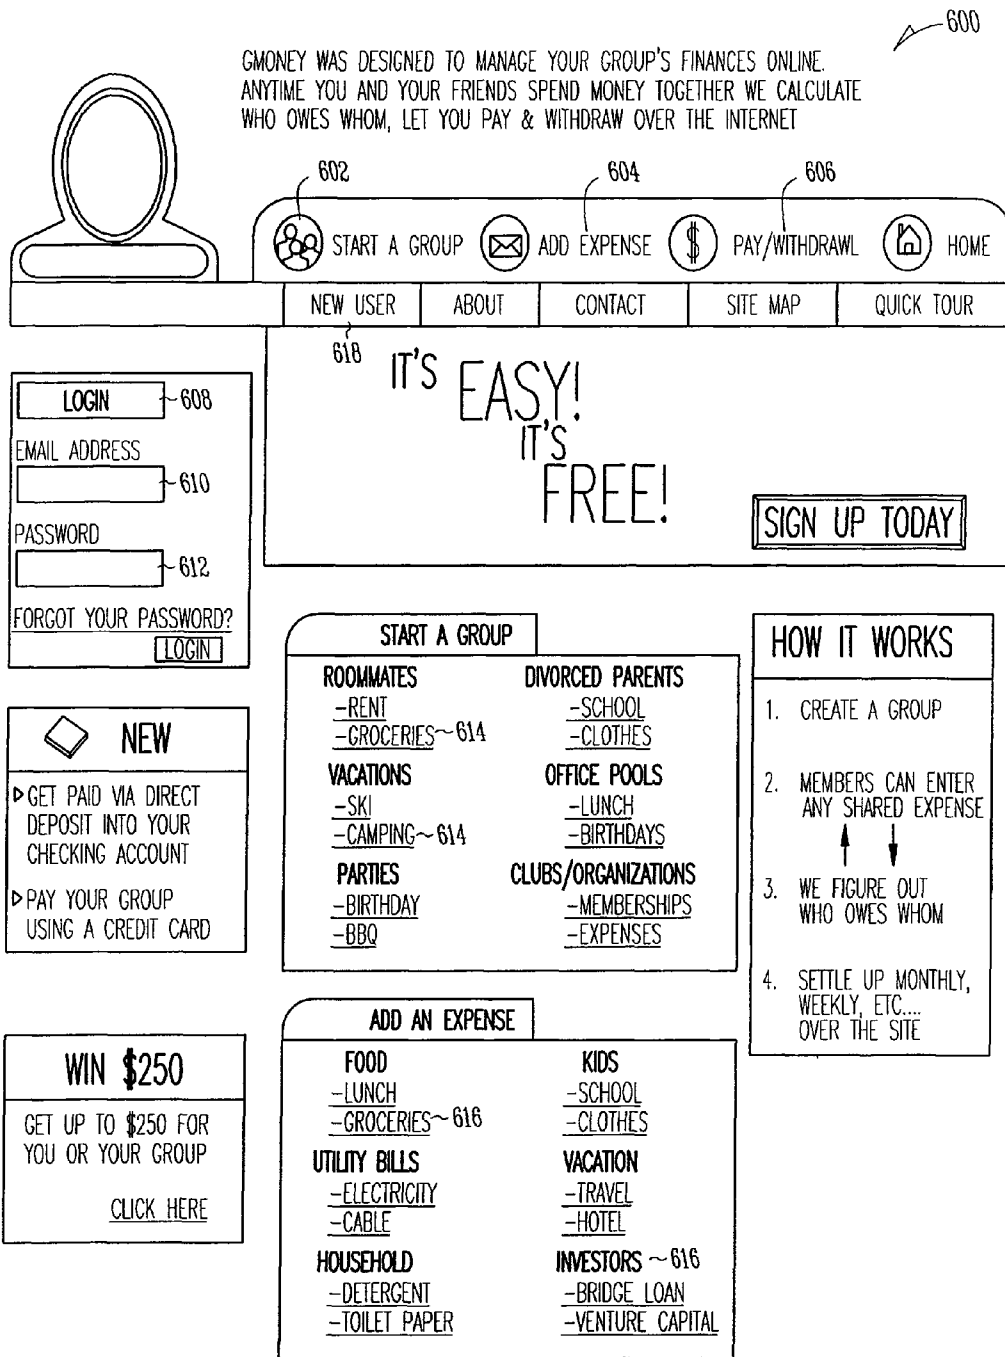 600
GMONEY WAS DESIGNED TO MANAGE YOUR GROUP'S FINANCES ONLINE.
ANYTIME YOU AND YOUR FRIENDS SPEND MONEY TOGETHER WE CALCULATE
WHO OWES WHOM, LET YOU PAY & WITHDRAW OVER THE INTERNET
602 604 606
START A GROUP ADD EXPENSE $ PAY/WITHDRAWL HOME
NEW USER ABOUT CONTACT SITE MAP QUICK TOUR
618
IT'S
EASY!
IT'S
FREE!
SIGN UP TODAY
LOGIN 608
EMAIL ADDRESS
610
PASSWORD
612
FORGOT YOUR PASSWORD?
LOGIN
NEW
GET PAID VIA DIRECT
DEPOSIT INTO YOUR
CHECKING ACCOUNT
PAY YOUR GROUP
USING A CREDIT CARD
WIN $250
GET UP TO $250 FOR
YOU OR YOUR GROUP
CLICK HERE
START A GROUP
ROOMMATES
-RENT
-GROCERIES~614
VACATIONS
-SKI
-CAMPING~614
PARTIES
-BIRTHDAY
-BBQ
DIVORCED PARENTS
-SCHOOL
-CLOTHES
OFFICE POOLS
-LUNCH
-BIRTHDAYS
CLUBS/ORGANIZATIONS
-MEMBERSHIPS
-EXPENSES
ADD AN EXPENSE
FOOD
-LUNCH
-GROCERIES~616
UTILITY BILLS
-ELECTRICITY
-CABLE
HOUSEHOLD
-DETERGENT
-TOILET PAPER
KIDS
-SCHOOL
-CLOTHES
VACATION
-TRAVEL
-HOTEL
INVESTORS ~616
-BRIDGE LOAN
-VENTURE CAPITAL
HOW IT WORKS
1. CREATE A GROUP
2. MEMBERS CAN ENTER
ANY SHARED EXPENSE
3. WE FIGURE OUT
WHO OWES WHOM
4. SETTLE UP MONTHLY,
WEEKLY, ETC....
OVER THE SITE